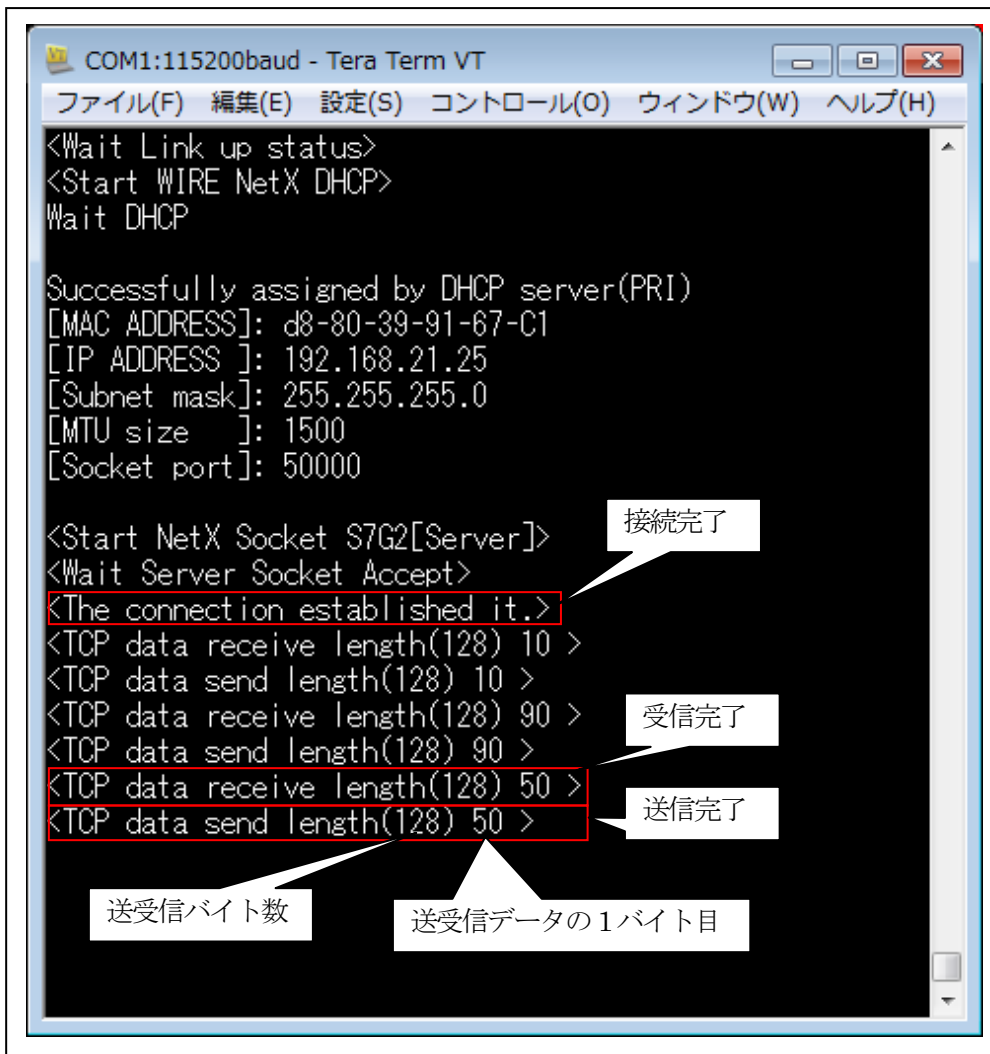 COM1:115200baud - Tera Term VT
ファイル(F) 編集(E) 設定(S) コントロール(O) ウィンドウ(W) ヘルプ(H)
<Wait Link up status>
<Start WIRE NetX DHCP>
Wait DHCP
Successfully assigned by DHCP server(PRI)
[MAC ADDRESS]: d8-80-39-91-67-C1
[IP ADDRESS ]: 192.168.21.25
[Subnet mask]: 255.255.255.0
[MTU size   ]: 1500
[Socket port]: 50000
接続完了
<Start NetX Socket S7G2[Server]>
<Wait Server Socket Accept>
<The connection established it.>
<TCP data receive length(128) 10 >
<TCP data send length(128) 10 >
<TCP data receive length(128) 90 >
受信完了
<TCP data send length(128) 90 >
<TCP data receive length(128) 50 >
送信完了
<TCP data send length(128) 50 >
送受信バイト数
送受信データの１バイト目